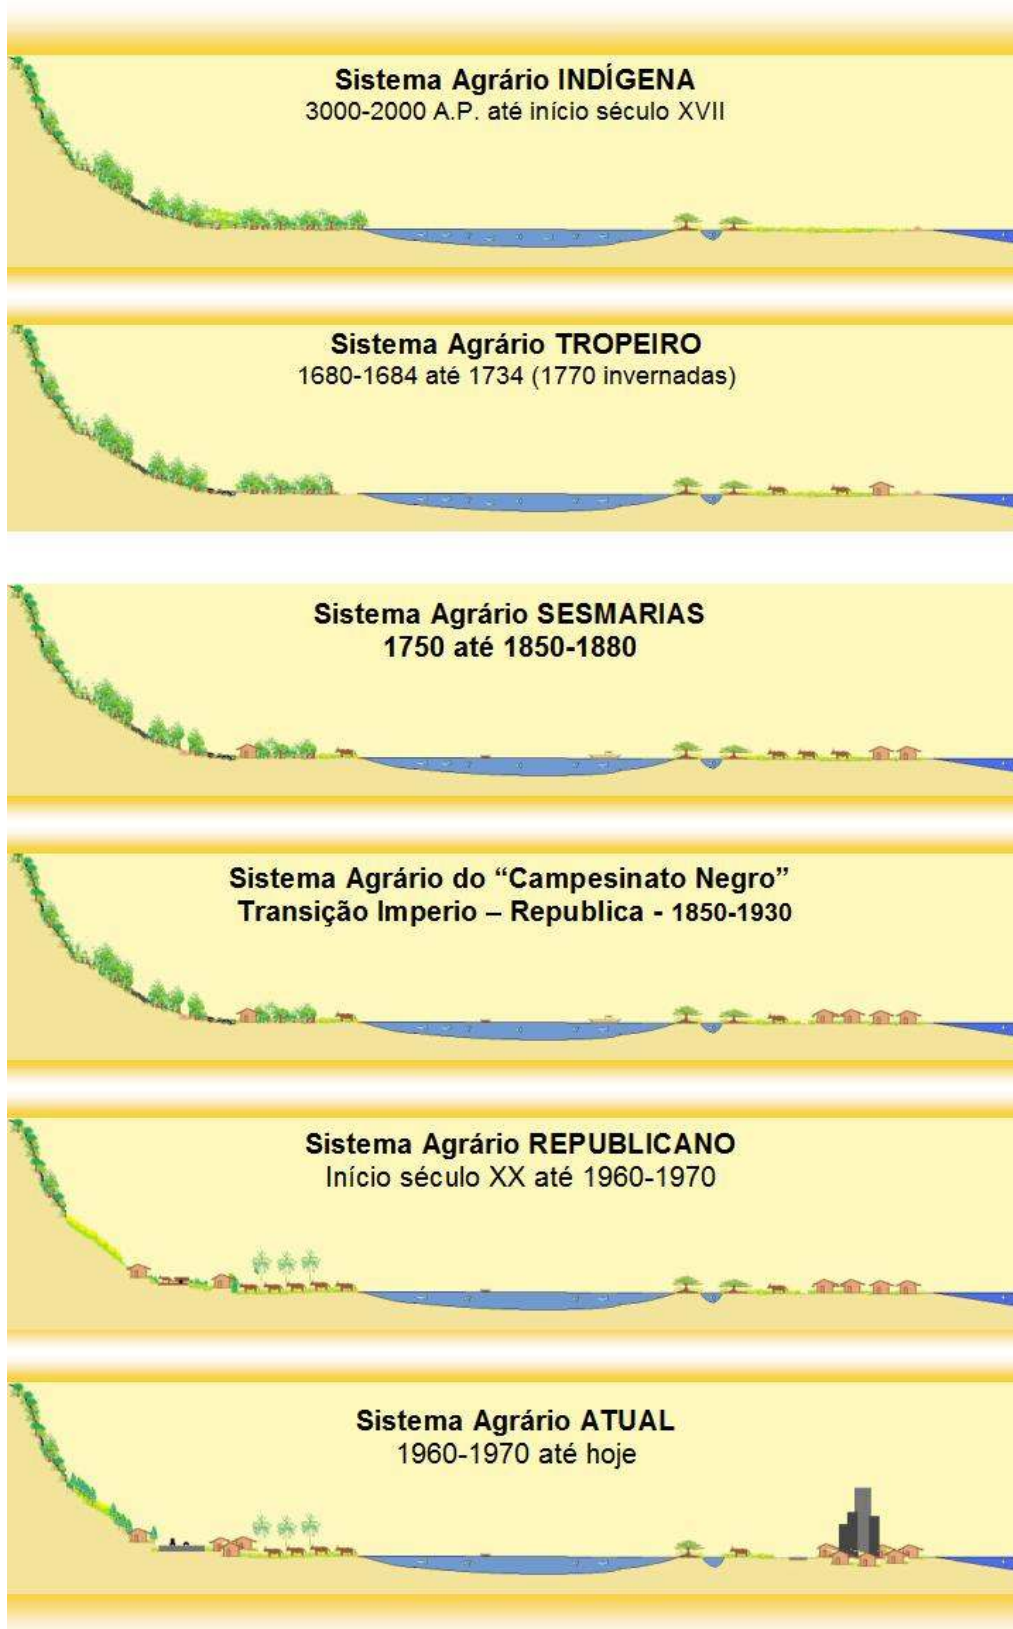 Sistema Agrário INDÍGENA
3000-2000 A.P. até início século XVII
Sistema Agrário TROPEIRO
1680-1684 até 1734 (1770 invernadas)
Sistema Agrário SESMARIAS
1750 até 1850-1880
Sistema Agrário do “Campesinato Negro”
Transição Imperio – Republica - 1850-1930
Sistema Agrário REPUBLICANO
Início século XX até 1960-1970
Sistema Agrário ATUAL
1960-1970 até hoje